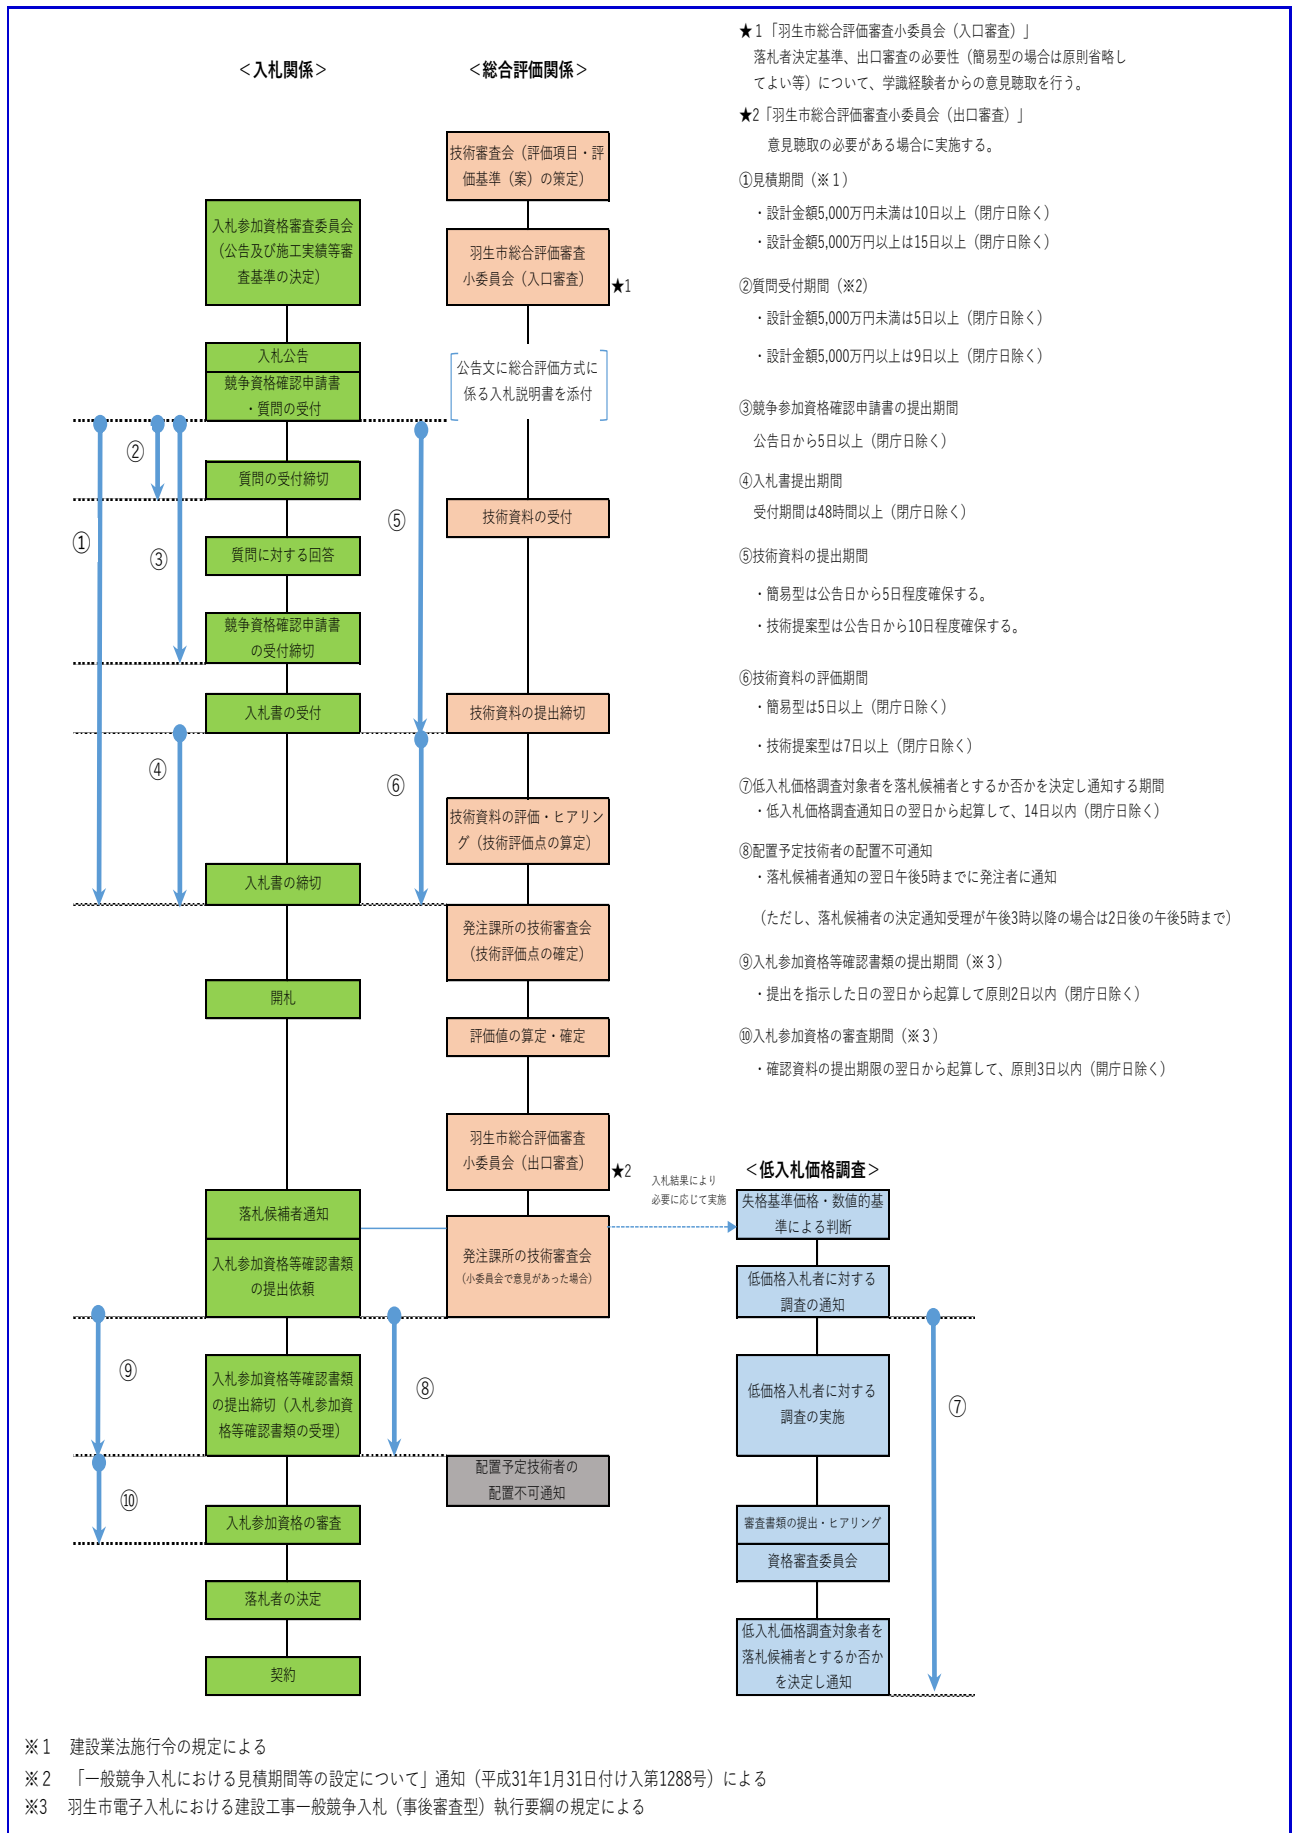 ＜入札関係＞
＜総合評価関係＞
★１「羽生市総合評価審査小委員会（入口審査）」
落札者決定基準、出口審査の必要性（簡易型の場合は原則省略し
てよい等）について、学識経験者からの意見聴取を行う。
★2「羽生市総合評価審査小委員会（出口審査）」
意見聴取の必要がある場合に実施する。
①見積期間（※１）
・設計金額5,000万円未満は10日以上（閉庁日除く）
・設計金額5,000万円以上は15日以上（閉庁日除く）
②質問受付期間（※2）
・設計金額5,000万円未満は5日以上（閉庁日除く）
・設計金額5,000万円以上は9日以上（閉庁日除く）
③競争参加資格確認申請書の提出期間
公告日から5日以上（閉庁日除く）
④入札書提出期間
受付期間は48時間以上（閉庁日除く）
⑤技術資料の提出期間
・簡易型は公告日から5日程度確保する。
・技術提案型は公告日から10日程度確保する。
⑥技術資料の評価期間
・簡易型は5日以上（閉庁日除く）
・技術提案型は7日以上（閉庁日除く）
⑦低入札価格調査対象者を落札候補者とするか否かを決定し通知する期間
・低入札価格調査通知日の翌日から起算して、14日以内（閉庁日除く）
⑧配置予定技術者の配置不可通知
・落札候補者通知の翌日午後5時までに発注者に通知
（ただし、落札候補者の決定通知受理が午後3時以降の場合は2日後の午後5時まで）
⑨入札参加資格等確認書類の提出期間（※３）
・提出を指示した日の翌日から起算して原則2日以内（閉庁日除く）
⑩入札参加資格の審査期間（※３）
・確認資料の提出期限の翌日から起算して、原則3日以内（開庁日除く）
入札参加資格審査委員会
（公告及び施工実績等審
査基準の決定）
入札公告
競争資格確認申請書
・質問の受付
質問の受付締切
質問に対する回答
競争資格確認申請書
の受付締切
入札書の受付
入札書の締切
開札
落札候補者通知
入札参加資格等確認書類
の提出依頼
入札参加資格等確認書類
の提出締切（入札参加資
格等確認書類の受理）
入札参加資格の審査
落札者の決定
契約
①
②
③
④
⑨
⑩
技術審査会（評価項目・評
価基準（案）の策定）
羽生市総合評価審査
小委員会（入口審査）
★1
公告文に総合評価方式に
係る入札説明書を添付
技術資料の受付
技術資料の提出締切
技術資料の評価・ヒアリン
グ（技術評価点の算定）
発注課所の技術審査会
（技術評価点の確定）
評価値の算定・確定
羽生市総合評価審査
小委員会（出口審査）
★2
発注課所の技術審査会
（小委員会で意見があった場合）
配置予定技術者の
配置不可通知
⑤
⑥
⑧
入札結果により
必要に応じて実施
＜低入札価格調査＞
失格基準価格・数値的基
準による判断
低価格入札者に対する
調査の通知
低価格入札者に対する
調査の実施
審査書類の提出・ヒアリング
資格審査委員会
低入札価格調査対象者を
落札候補者とするか否か
を決定し通知
⑦
※１　建設業法施行令の規定による
※２　「一般競争入札における見積期間等の設定について」通知（平成31年1月31日付け入第1288号）による
※3　羽生市電子入札における建設工事一般競争入札（事後審査型）執行要綱の規定による